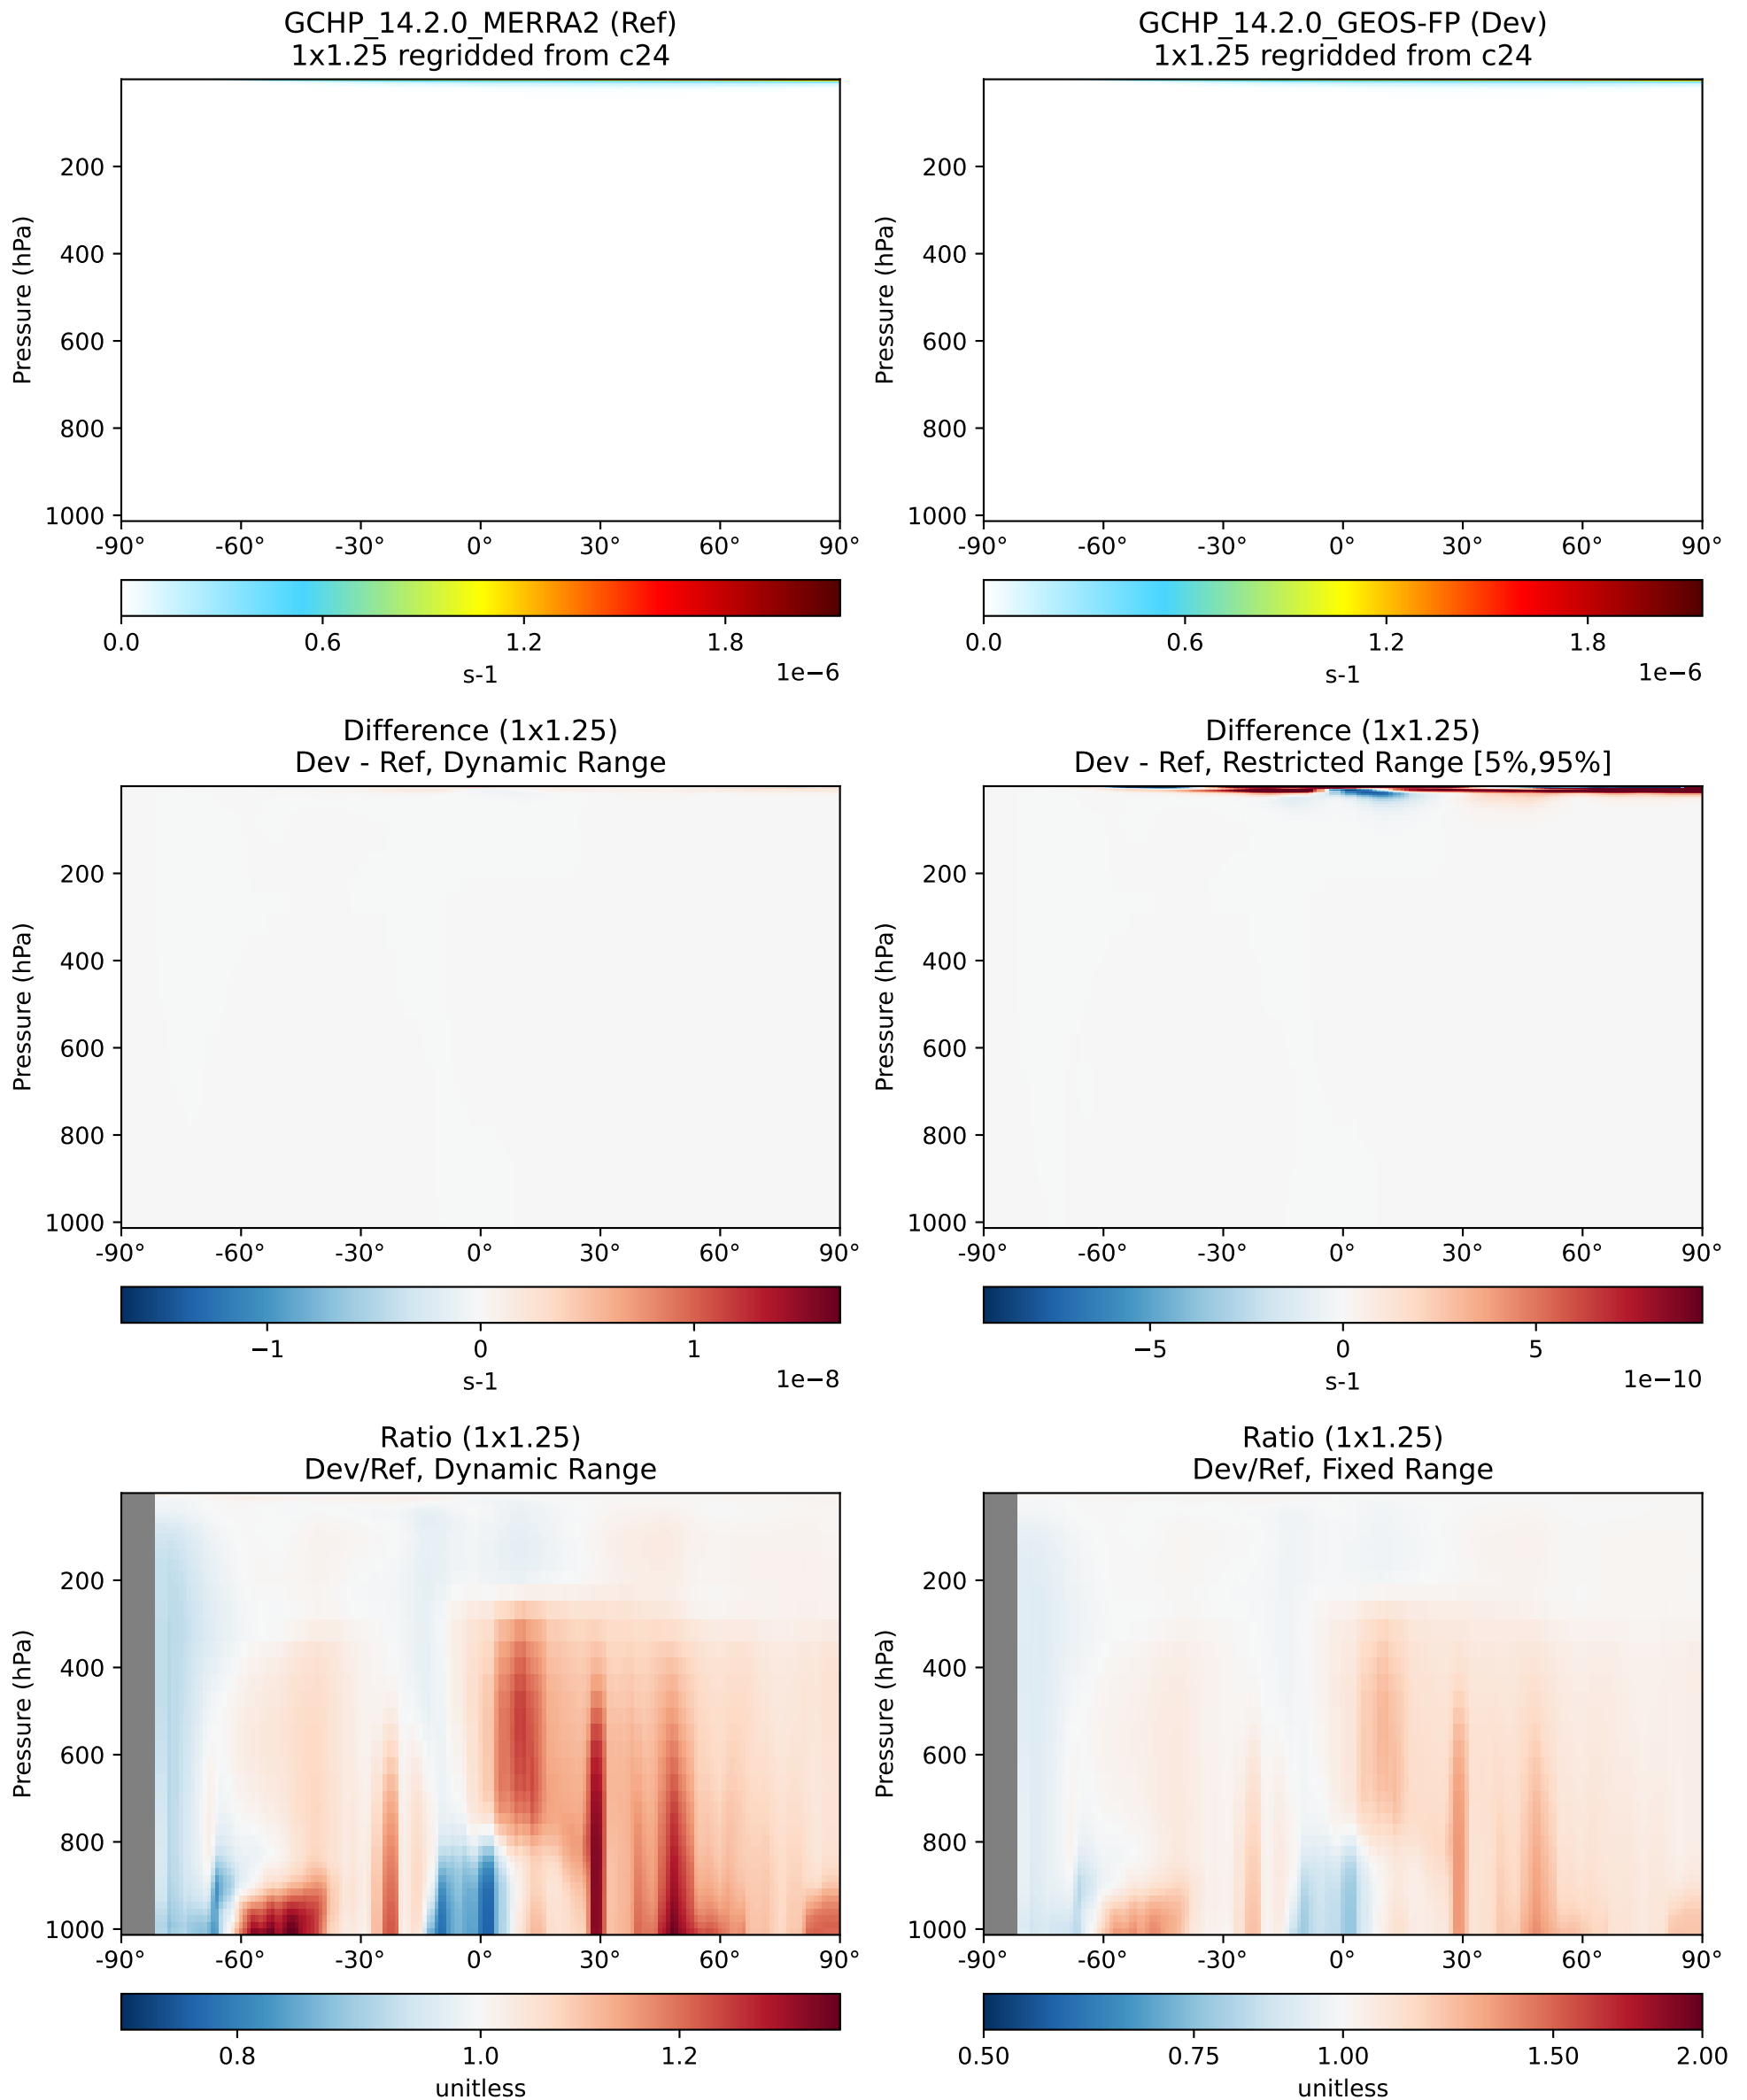 GCHP_14.2.0_MERRA2 (Ref)
1x1.25 regridded from c24
Pressure (hPa)
200
400
600
800
1000
-90° -60° -30° 0° 30° 60° 90°
0.0 0.6 1.2 1.8
s-1
1e−6
GCHP_14.2.0_GEOS-FP (Dev)
1x1.25 regridded from c24
Pressure (hPa)
200
400
600
800
1000
-90° -60° -30° 0° 30° 60° 90°
0.0 0.6 1.2 1.8
s-1
1e−6
Difference (1x1.25)
Dev - Ref, Dynamic Range
Pressure (hPa)
200
400
600
800
1000
-90° -60° -30° 0° 30° 60° 90°
−1 0 1
s-1
1e−8
Difference (1x1.25)
Dev - Ref, Restricted Range [5%,95%]
Pressure (hPa)
200
400
600
800
1000
-90° -60° -30° 0° 30° 60° 90°
−5 0 5
s-1
1e−10
Ratio (1x1.25)
Dev/Ref, Dynamic Range
Pressure (hPa)
200
400
600
800
1000
-90° -60° -30° 0° 30° 60° 90°
0.8 1.0 1.2
unitless
Ratio (1x1.25)
Dev/Ref, Fixed Range
Pressure (hPa)
200
400
600
800
1000
-90° -60° -30° 0° 30° 60° 90°
0.50 0.75 1.00 1.50 2.00
unitless